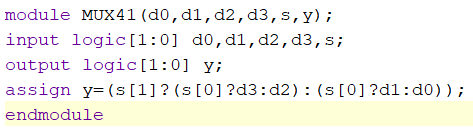 module MUX41(d0,d1,d2,d3,s,y);
input logic[1:0] d0,d1,d2,d3,s;
output logic[1:0] y;
assign y=(s[1]?(s[0]?d3:d2):(s[0]?d1:d0));
endmodule